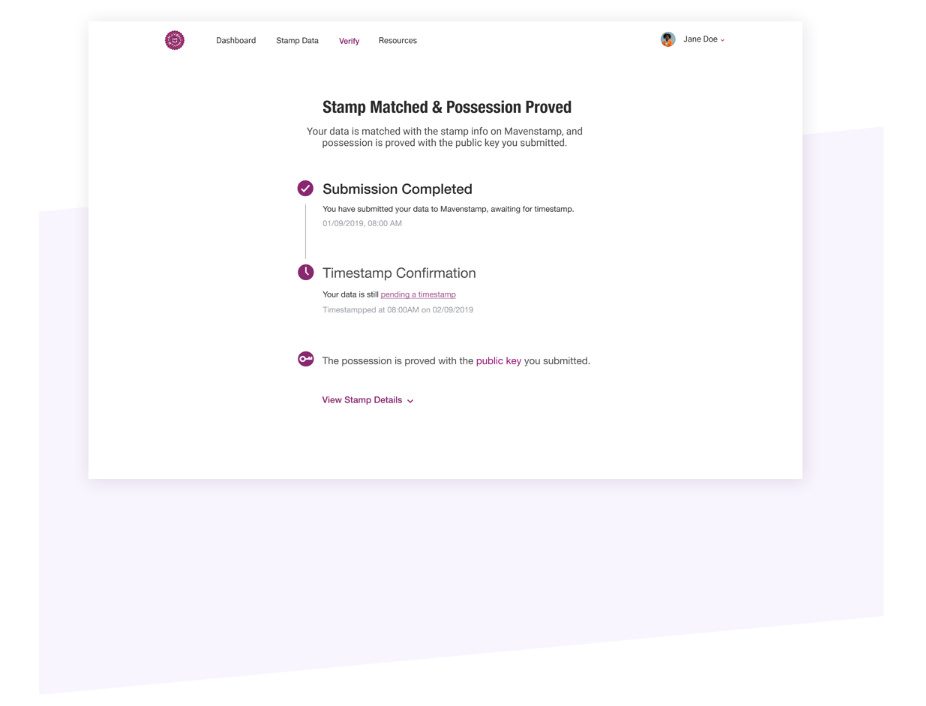 Dashboard Stamp Data Verify Resources Jane Doe
Stamp Matched & Possession Proved
Your data is matched with the stamp info on Mavenstamp, and
possession is proved with the public key you submitted.
Submission Completed
You have submitted your data to Mavenstamp, awaiting for timestamp.
01/09/2019, 08:00 AM
Timestamp Confirmation
Your data is still pending a timestamp
Timestampped at 08:00AM on 02/09/2019
The possession is proved with the public key you submitted.
View Stamp Details